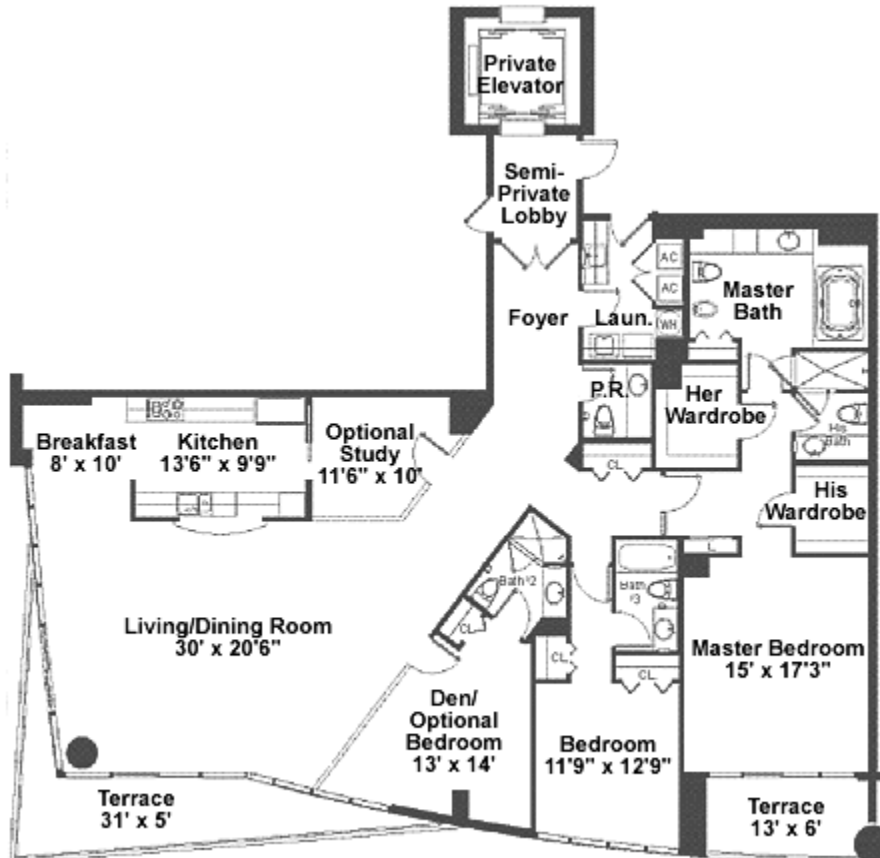 Private
Elevator
Semi-
Private
Lobby
AC
AC
Foyer
Laun.
WH
Master
Bath
P.R.
Her
Wardrobe
His
Bath
Breakfast
8' x 10'
Kitchen
13'6" x 9'9"
Optional
Study
11'6" x 10'
CL
His
Wardrobe
L
Bath #2
Bath
#3
CL
Living/Dining Room
30' x 20'6"
CL
CL
Master Bedroom
15' x 17'3"
Den/
Optional
Bedroom
13' x 14'
Bedroom
11'9" x 12'9"
Terrace
31' x 5'
Terrace
13' x 6'